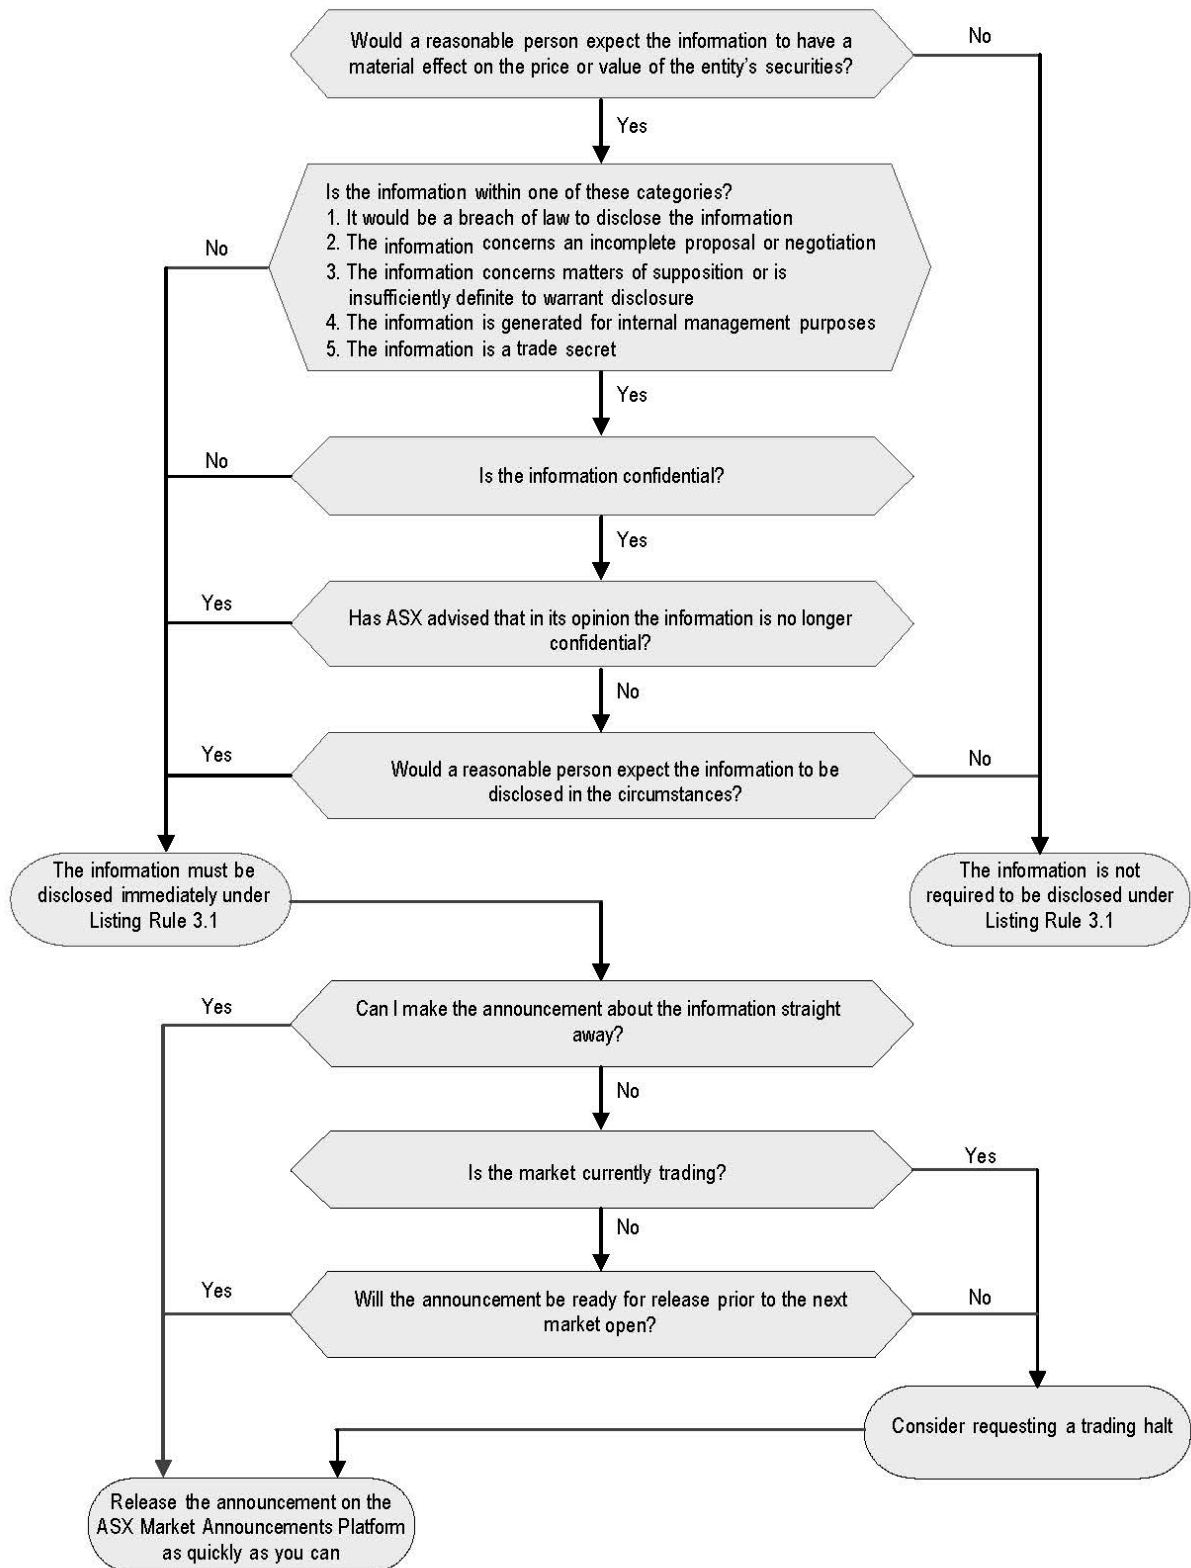 Would a reasonable person expect the information to have a
material effect on the price or value of the entity's securities?
No
Yes
Is the information within one of these categories?
1. It would be a breach of law to disclose the information
2. The information concerns an incomplete proposal or negotiation
3. The information concerns matters of supposition or is
insufficiently definite to warrant disclosure
4. The information is generated for internal management purposes
5. The information is a trade secret
No
Yes
No
Is the information confidential?
Yes
Yes
Has ASX advised that in its opinion the information is no longer
confidential?
No
Yes
Would a reasonable person expect the information to be
disclosed in the circumstances?
No
The information must be
disclosed immediately under
Listing Rule 3.1
The information is not
required to be disclosed under
Listing Rule 3.1
Yes
Can I make the announcement about the information straight
away?
No
Is the market currently trading?
Yes
No
Yes
Will the announcement be ready for release prior to the next
market open?
No
Consider requesting a trading halt
Release the announcement on the
ASX Market Announcements Platform
as quickly as you can